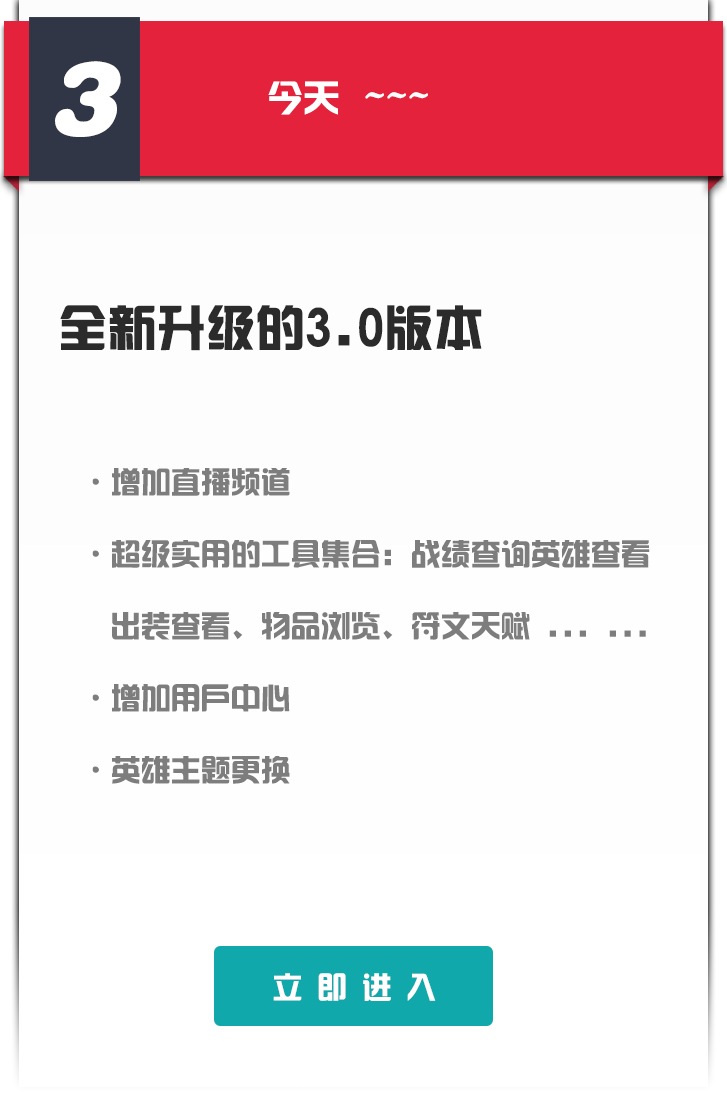 3
今天 ~~~
全新升级的3.0版本
·增加直播频道
·超级实用的工具集合：战绩查询英雄查看
出装查看、物品浏览、符文天赋 ... ...
·增加用户中心
·英雄主题更换
立即进入